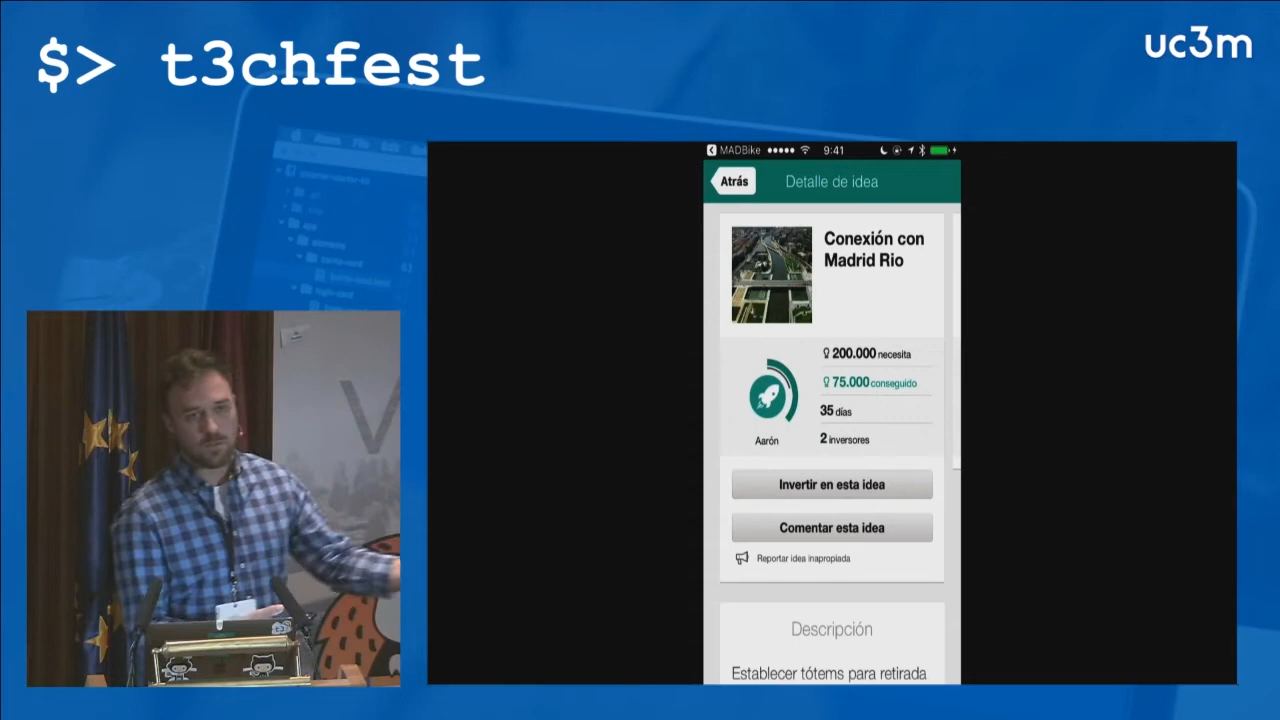 $> t3chfest
uc3m
MADBike
9:41
Atrás
Detalle de idea
Conexión con
Madrid Rio
200.000 necesita
75.000 conseguido
35 días
2 inversores
Aarón
Invertir en esta idea
Comentar esta idea
Reportar idea inapropiada
Descripción
Establecer tótems para retirada